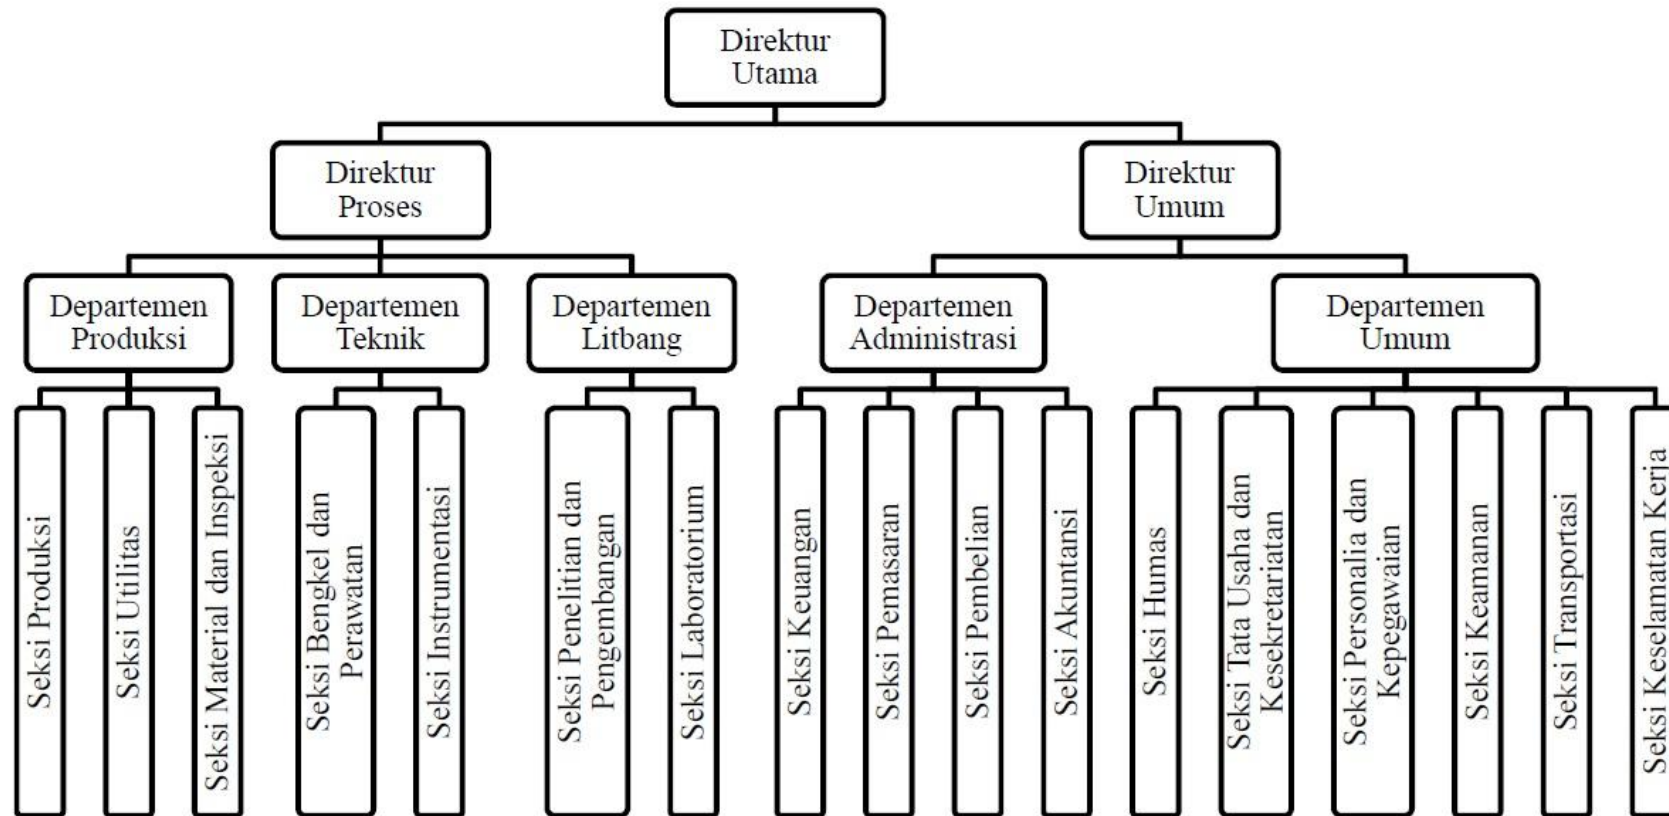 Direktur
Utama
Direktur
Proses
Direktur
Umum
Departemen
Produksi
Departemen
Teknik
Departemen
Litbang
Departemen
Administrasi
Departemen
Umum
Seksi Produksi
Seksi Utilitas
Seksi Material dan Inspeksi
Seksi Bengkel dan
Perawatan
Seksi Instrumentasi
Seksi Penelitian dan
Pengembangan
Seksi Laboratorium
Seksi Keuangan
Seksi Pemasaran
Seksi Pembelian
Seksi Akuntansi
Seksi Humas
Seksi Tata Usaha dan
Kesekretariatan
Seksi Personalia dan
Kepegawaian
Seksi Keamanan
Seksi Transportasi
Seksi Keselamatan Kerja